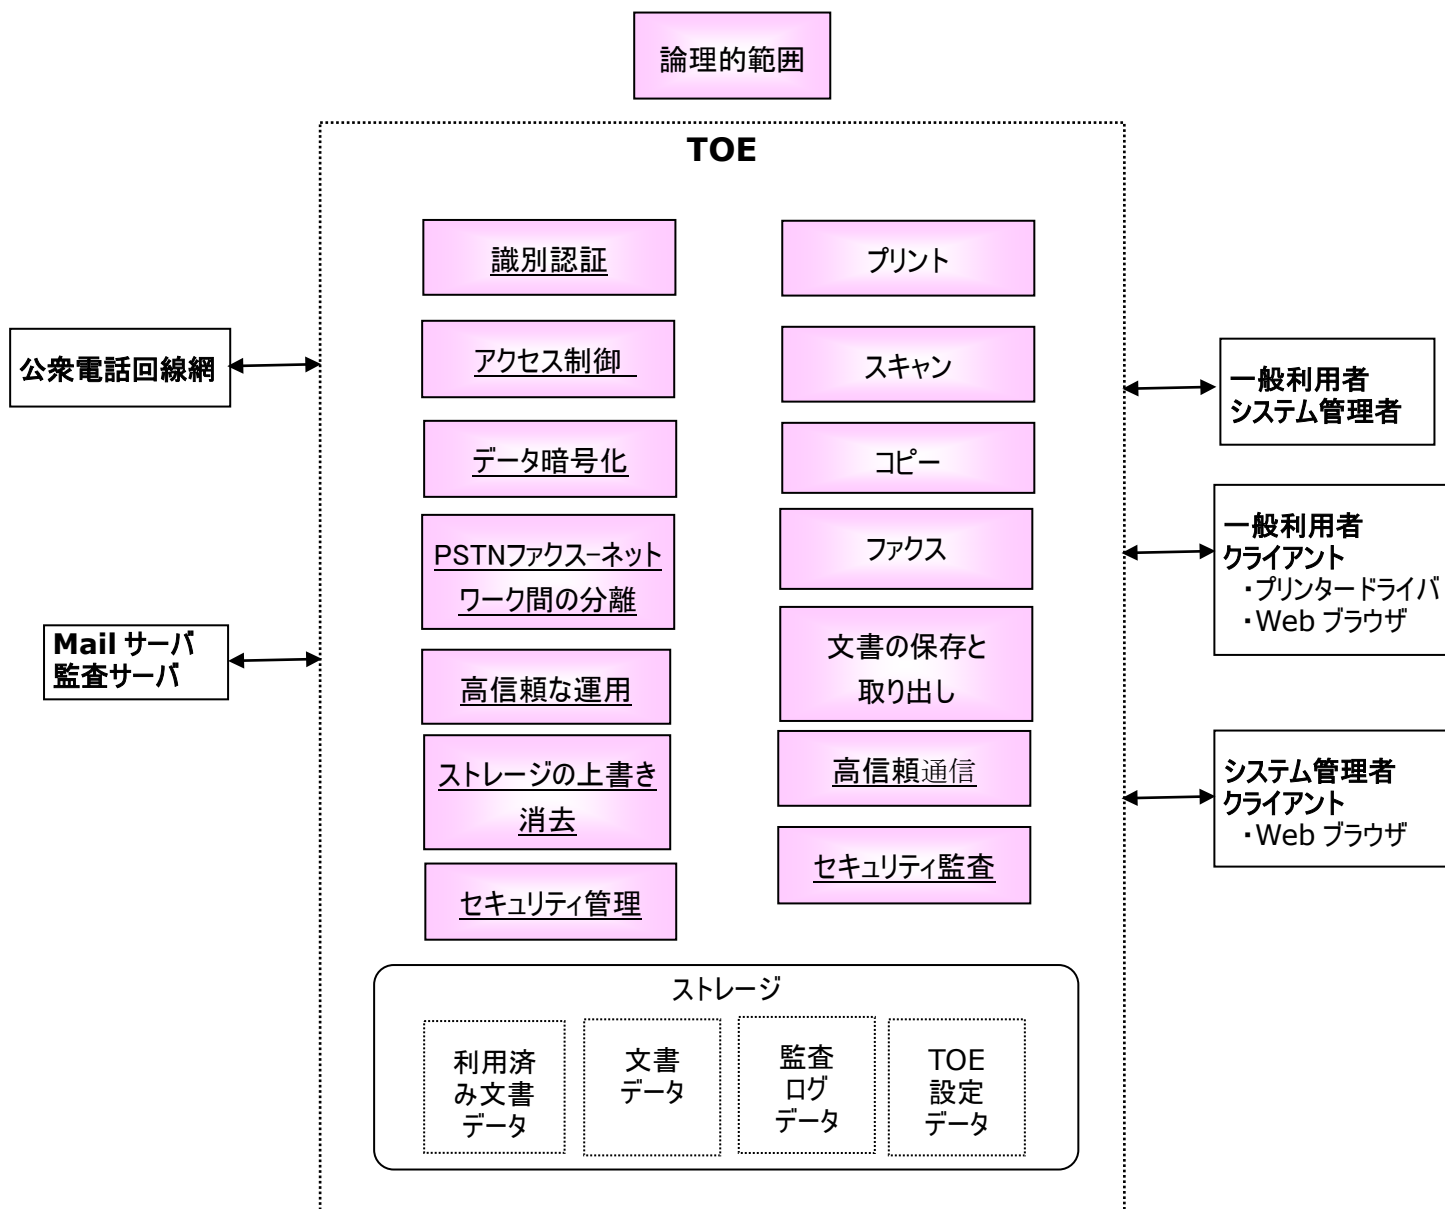 論理的範囲
TOE
識別認証
アクセス制御
データ暗号化
PSTNファクス−ネット
ワーク間の分離
高信頼な運用
ストレージの上書き
消去
セキュリティ管理
プリント
スキャン
コピー
ファクス
文書の保存と
取り出し
高信頼通信
セキュリティ監査
公衆電話回線網
Mail サーバ
監査サーバ
一般利用者
システム管理者
一般利用者
クライアント
・プリンタードライバ
・Web ブラウザ
システム管理者
クライアント
・Web ブラウザ
ストレージ
利用済
み文書
データ
文書
データ
監査
ログ
データ
TOE
設定
データ